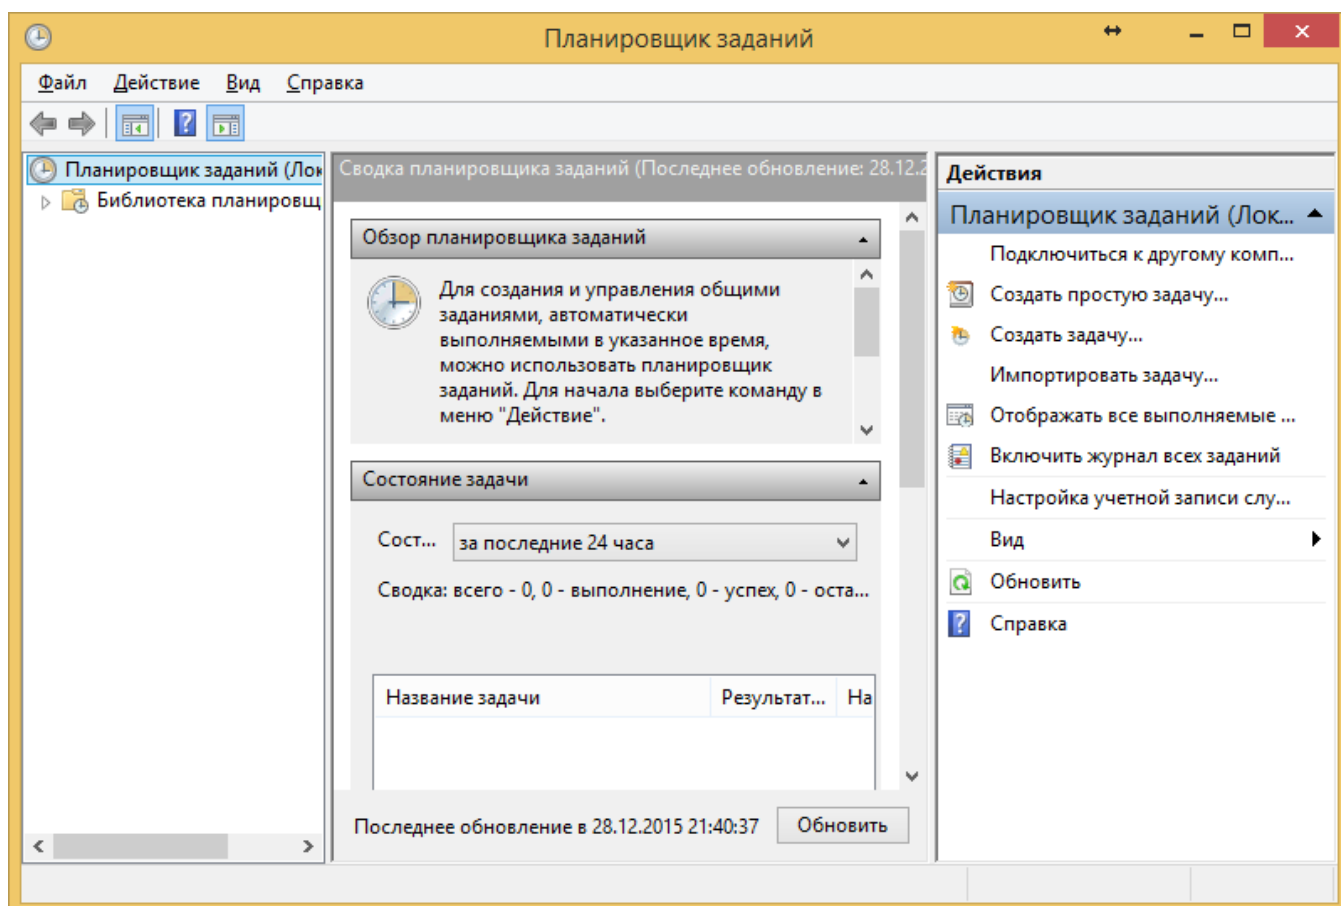 Планировщик заданий
Файл Действие Вид Справка
Планировщик заданий (Лок
Библиотека планировщ
Сводка планировщика заданий (Последнее обновление: 28.12.2
Обзор планировщика заданий
Для создания и управления общими
заданиями, автоматически
выполняемыми в указанное время,
можно использовать планировщик
заданий. Для начала выберите команду в
меню "Действие".
Состояние задачи
Сост... за последние 24 часа
Сводка: всего - 0, 0 - выполнение, 0 - успех, 0 - оста...
Название задачи Результат... На
Последнее обновление в 28.12.2015 21:40:37 Обновить
Действия
Планировщик заданий (Лок...
Подключиться к другому комп...
Создать простую задачу...
Создать задачу...
Импортировать задачу...
Отображать все выполняемые ...
Включить журнал всех заданий
Настройка учетной записи слу...
Вид
Обновить
Справка